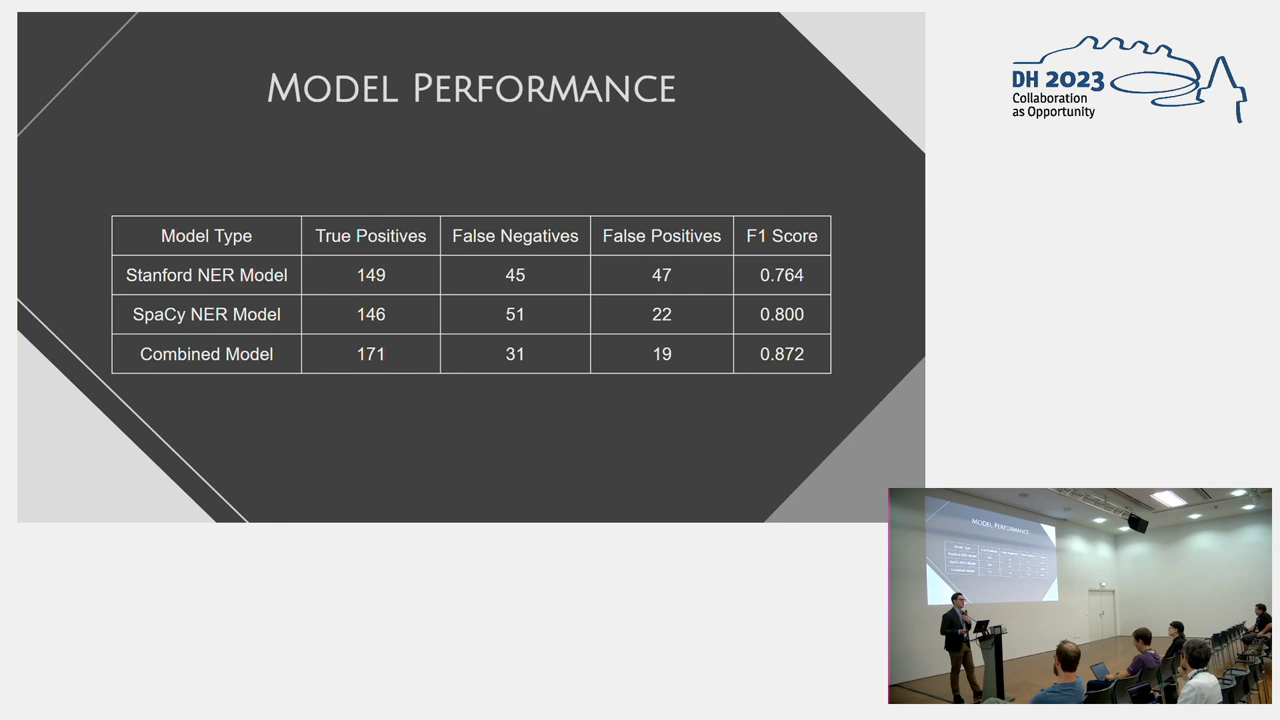 MODEL PERFORMANCE
Model Type True Positives False Negatives False Positives F1 Score
Stanford NER Model 149 45 47 0.764
SpaCy NER Model 146 51 22 0.800
Combined Model 171 31 19 0.872
DH 2023
Collaboration
as Opportunity
MODEL PERFORMANCE